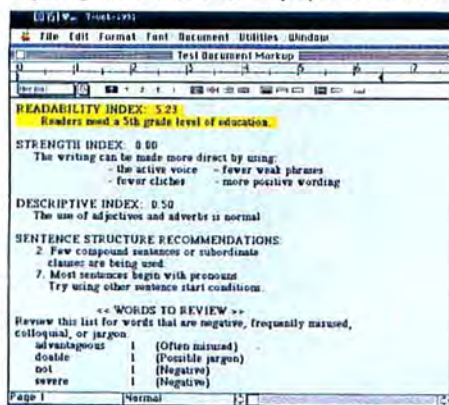 File Edit Format Font Document Utilities Window
Test Document Markup
READABILITY INDEX: 5.23
Readers need a 5th grade level of education.
STRENGTH INDEX: 0.00
The writing can be made more direct by using:
- the active voice - fewer weak phrases
- fewer cliches - more positive wording
DESCRIPTIVE INDEX: 0.50
The use of adjectives and adverbs is normal
SENTENCE STRUCTURE RECOMMENDATIONS:
2. Few compound sentences or subordinate
clauses are being used.
7. Most sentences begin with pronouns
Try using other sentence start conditions.
<< WORDS TO REVIEW >>
Review this list for words that are negative, frequently misused,
colloquial, or jargon.
advantageous 1 (Often misused)
doable 1 (Possible jargon)
not 1 (Negative)
severe 1 (Negative)
Page 1 Normal